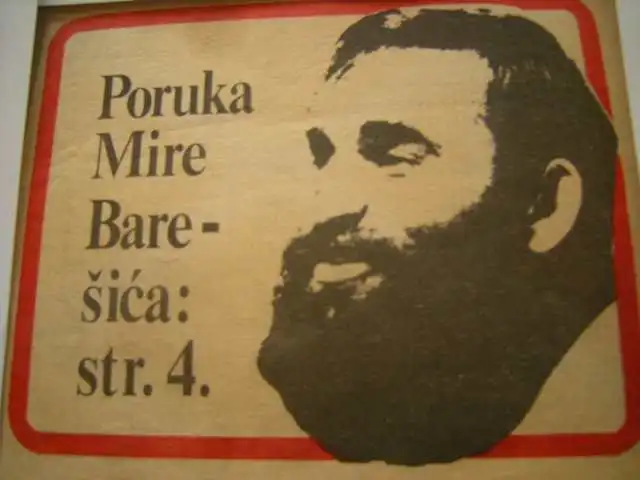 Poruka
Mire
Bare-
šića:
str. 4.